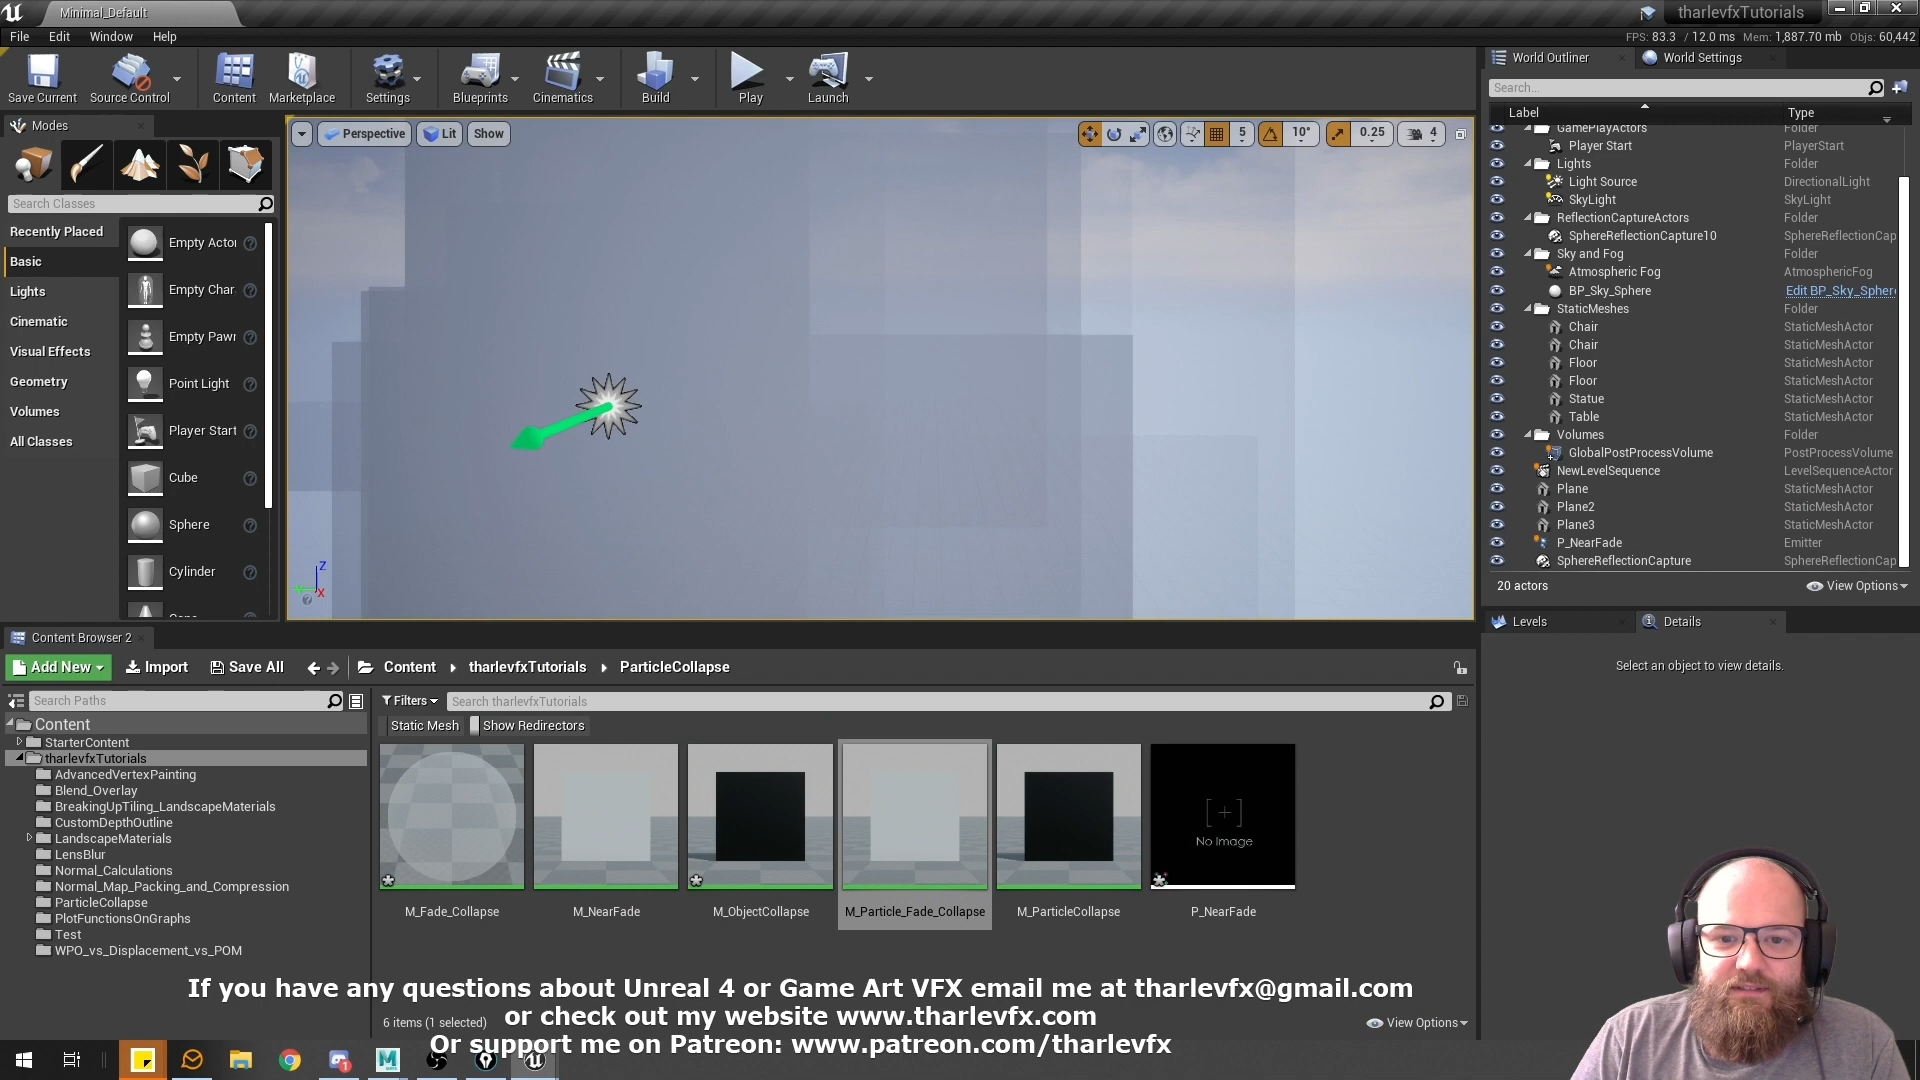 Minimal_Default
tharlevfxTutorials
File Edit Window Help
FPS: 83.3 / 12.0 ms Mem: 1,887.70 mb Objs: 60,442
Save Current
Source Control
Content
Marketplace
Settings
Blueprints
Cinematics
Build
Play
Launch
World Outliner
World Settings
Search...
Label
Type
Modes
Search Classes
Recently Placed
Basic
Lights
Cinematic
Visual Effects
Geometry
Volumes
All Classes
Empty Actor
Empty Char
Empty Pawn
Point Light
Player Start
Cube
Sphere
Cylinder
Perspective
Lit
Show
5
10°
0.25
4
Z
X
GamePlayActors Folder
Player Start PlayerStart
Lights Folder
Light Source DirectionalLight
SkyLight SkyLight
ReflectionCaptureActors Folder
SphereReflectionCapture10 SphereReflectionCap
Sky and Fog Folder
Atmospheric Fog AtmosphericFog
BP_Sky_Sphere Edit BP_Sky_Spher
StaticMeshes Folder
Chair StaticMeshActor
Chair StaticMeshActor
Floor StaticMeshActor
Floor StaticMeshActor
Statue StaticMeshActor
Table StaticMeshActor
Volumes Folder
GlobalPostProcessVolume PostProcessVolume
NewLevelSequence LevelSequenceActor
Plane StaticMeshActor
Plane2 StaticMeshActor
Plane3 StaticMeshActor
P_NearFade Emitter
SphereReflectionCapture SphereReflectionCap
20 actors
View Options
Levels
Details
Select an object to view details.
Content Browser 2
Add New
Import
Save All
Content
tharlevfxTutorials
ParticleCollapse
Search Paths
Filters
Search tharlevfxTutorials
Static Mesh
Show Redirectors
Content
StarterContent
tharlevfxTutorials
AdvancedVertexPainting
Blend_Overlay
BreakingUpTiling_LandscapeMaterials
CustomDepthOutline
LandscapeMaterials
LensBlur
Normal_Calculations
Normal_Map_Packing_and_Compression
ParticleCollapse
PlotFunctionsOnGraphs
Test
WPO_vs_Displacement_vs_POM
No Image
M_Fade_Collapse
M_NearFade
M_ObjectCollapse
M_Particle_Fade_Collapse
M_ParticleCollapse
P_NearFade
If you have any questions about Unreal 4 or Game Art VFX email me at tharlevfx@gmail.com
or check out my website www.tharlevfx.com
Or support me on Patreon: www.patreon.com/tharlevfx
6 items (1 selected)
View Options